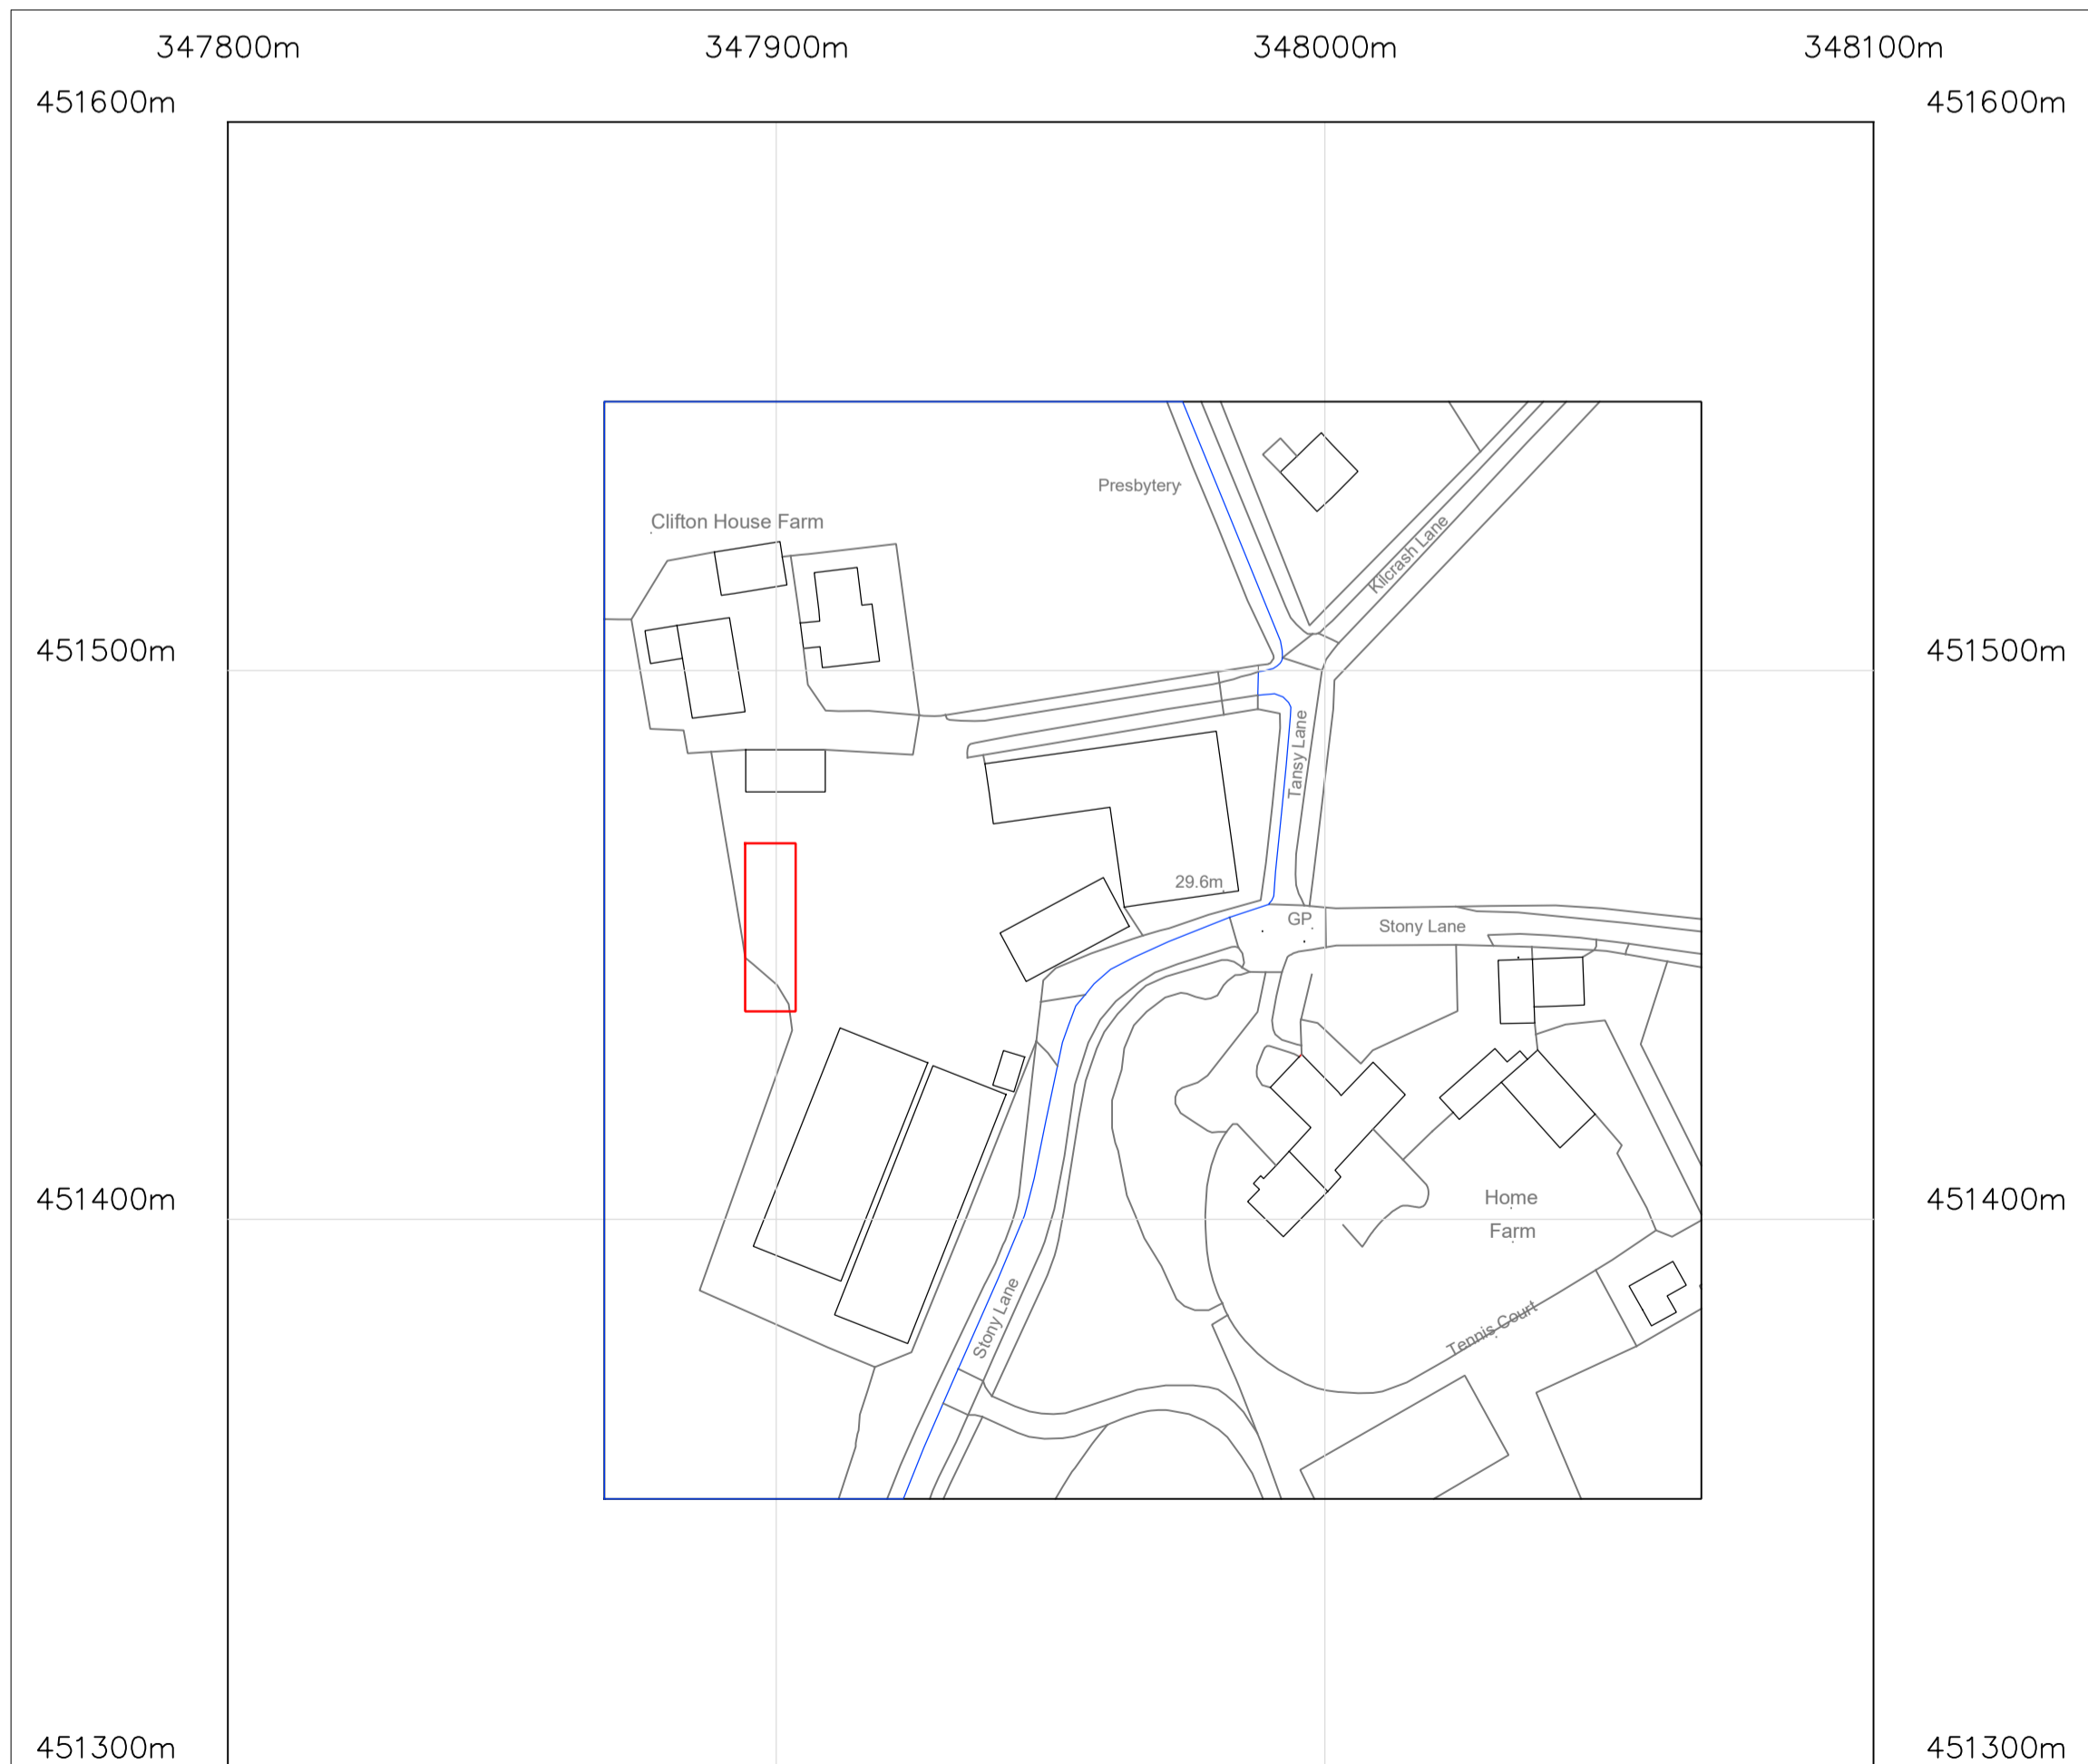 347800m 347900m 348000m 348100m
451600m 451600m
Presbytery
Clifton House Farm
Kilcrash Lane
451500m 451500m
Tansy Lane
29.6m
GP
Stony Lane
451400m 451400m
Home
Farm
Stony Lane
Tennis Court
451300m 451300m